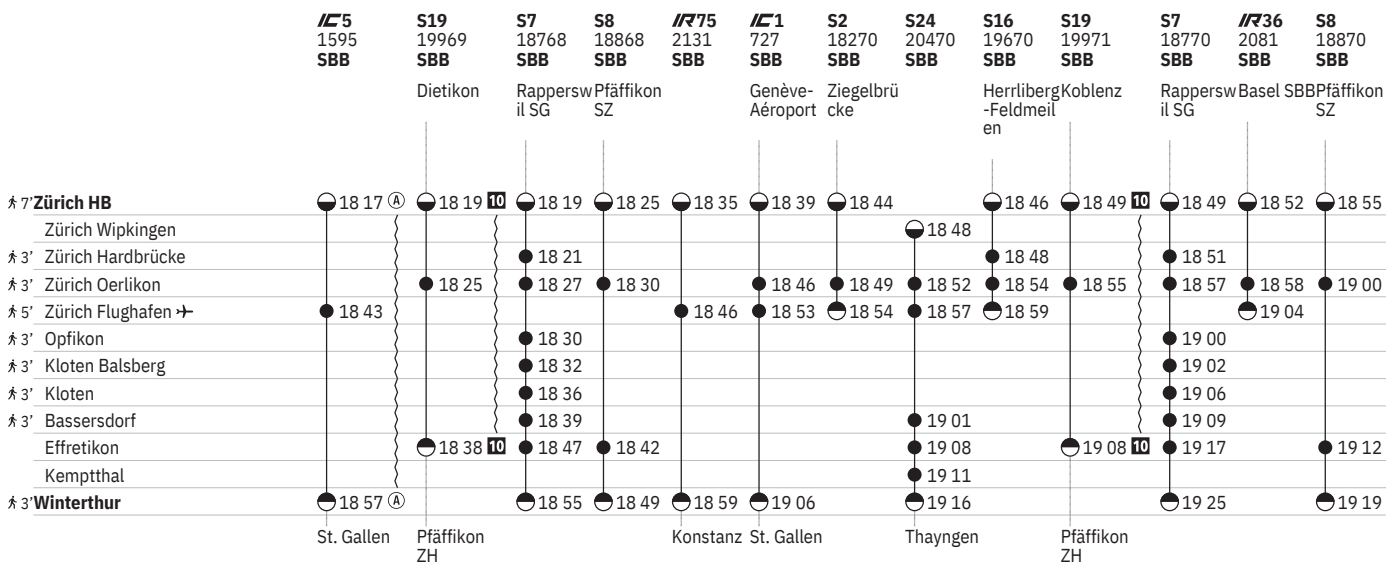 IC5 S19 S7 S8 IR75 IC1 S2 S24 S16 S19 S7 IR36 S8
1595 19969 18768 18868 2131 727 18270 20470 19670 19971 18770 2081 18870
SBB SBB SBB SBB SBB SBB SBB SBB SBB SBB SBB SBB SBB
Dietikon Rappersw Pfäffikon Genève- Ziegelbrü Herrliberg Koblenz Rappersw Basel SBB Pfäffikon
il SG SZ Aéroport cke -Feldmeil il SG SZ
en
7' Zürich HB 18 17 A 18 19 10 18 19 18 25 18 35 18 39 18 44 18 46 18 49 10 18 49 18 52 18 55
Zürich Wipkingen 18 48
3' Zürich Hardbrücke 18 21 18 48 18 51
3' Zürich Oerlikon 18 25 18 27 18 30 18 46 18 49 18 52 18 54 18 55 18 57 18 58 19 00
5' Zürich Flughafen 18 43 18 46 18 53 18 54 18 57 18 59 19 04
3' Opfikon 18 30 19 00
3' Kloten Balsberg 18 32 19 02
3' Kloten 18 36 19 06
3' Bassersdorf 18 39 19 01 19 09
Effretikon 18 38 10 18 47 18 42 19 08 19 08 10 19 17 19 12
Kemptthal 19 11
3' Winterthur 18 57 A 18 55 18 49 18 59 19 06 19 16 19 25 19 19
St. Gallen Pfäffikon Konstanz St. Gallen Thayngen Pfäffikon
ZH ZH